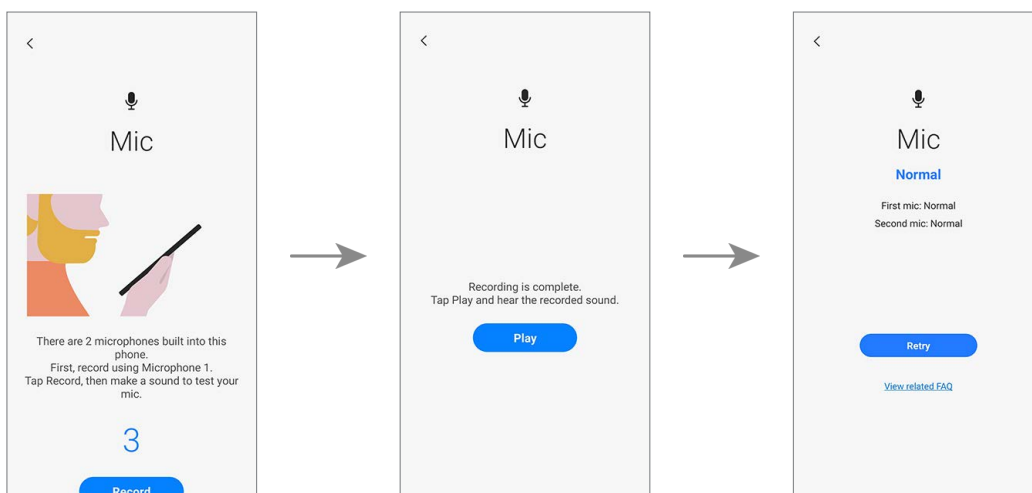 Mic
There are 2 microphones built into this
phone.
First, record using Microphone 1.
Tap Record, then make a sound to test your
mic.
3
Record
Mic
Recording is complete.
Tap Play and hear the recorded sound.
Play
Mic
Normal
First mic: Normal
Second mic: Normal
Retry
View related FAQ